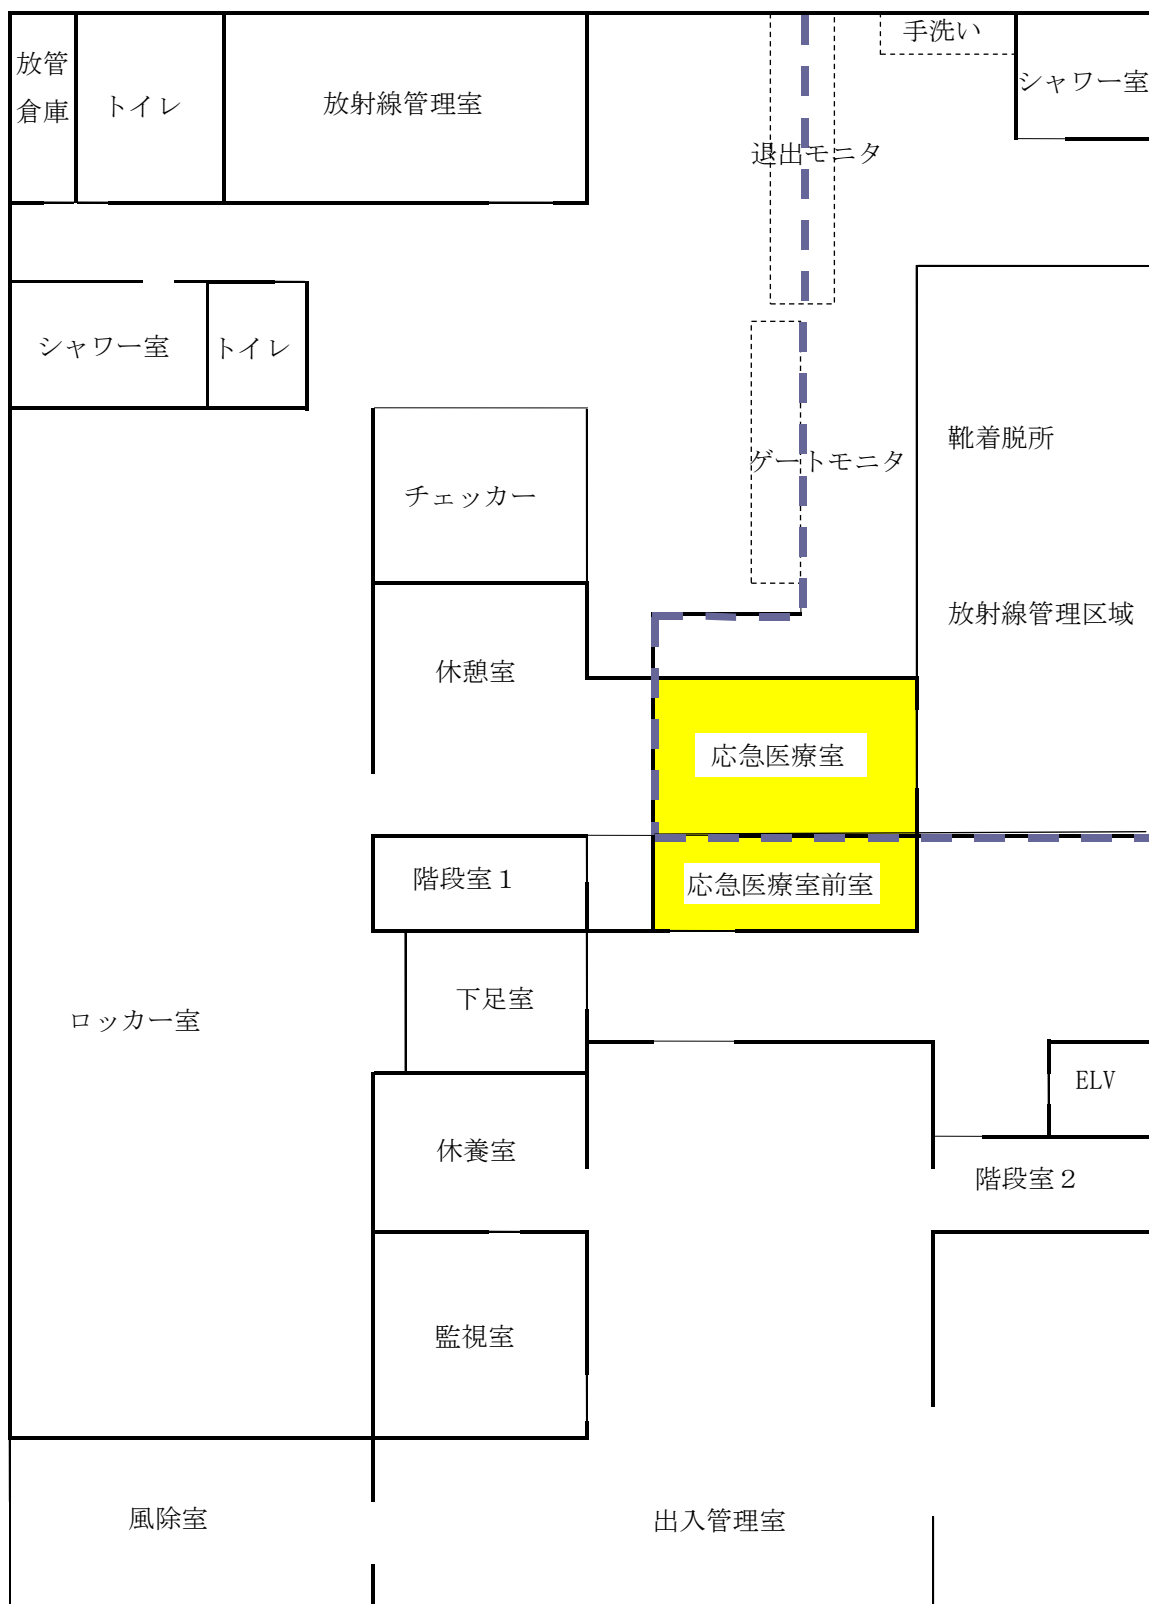 手洗い
放管
倉庫
トイレ
放射線管理室
シャワー室
退出モニタ
シャワー室
トイレ
靴着脱所
ゲートモニタ
チェッカー
放射線管理区域
休憩室
応急医療室
階段室１
応急医療室前室
下足室
ロッカー室
ELV
休養室
階段室２
監視室
風除室
出入管理室